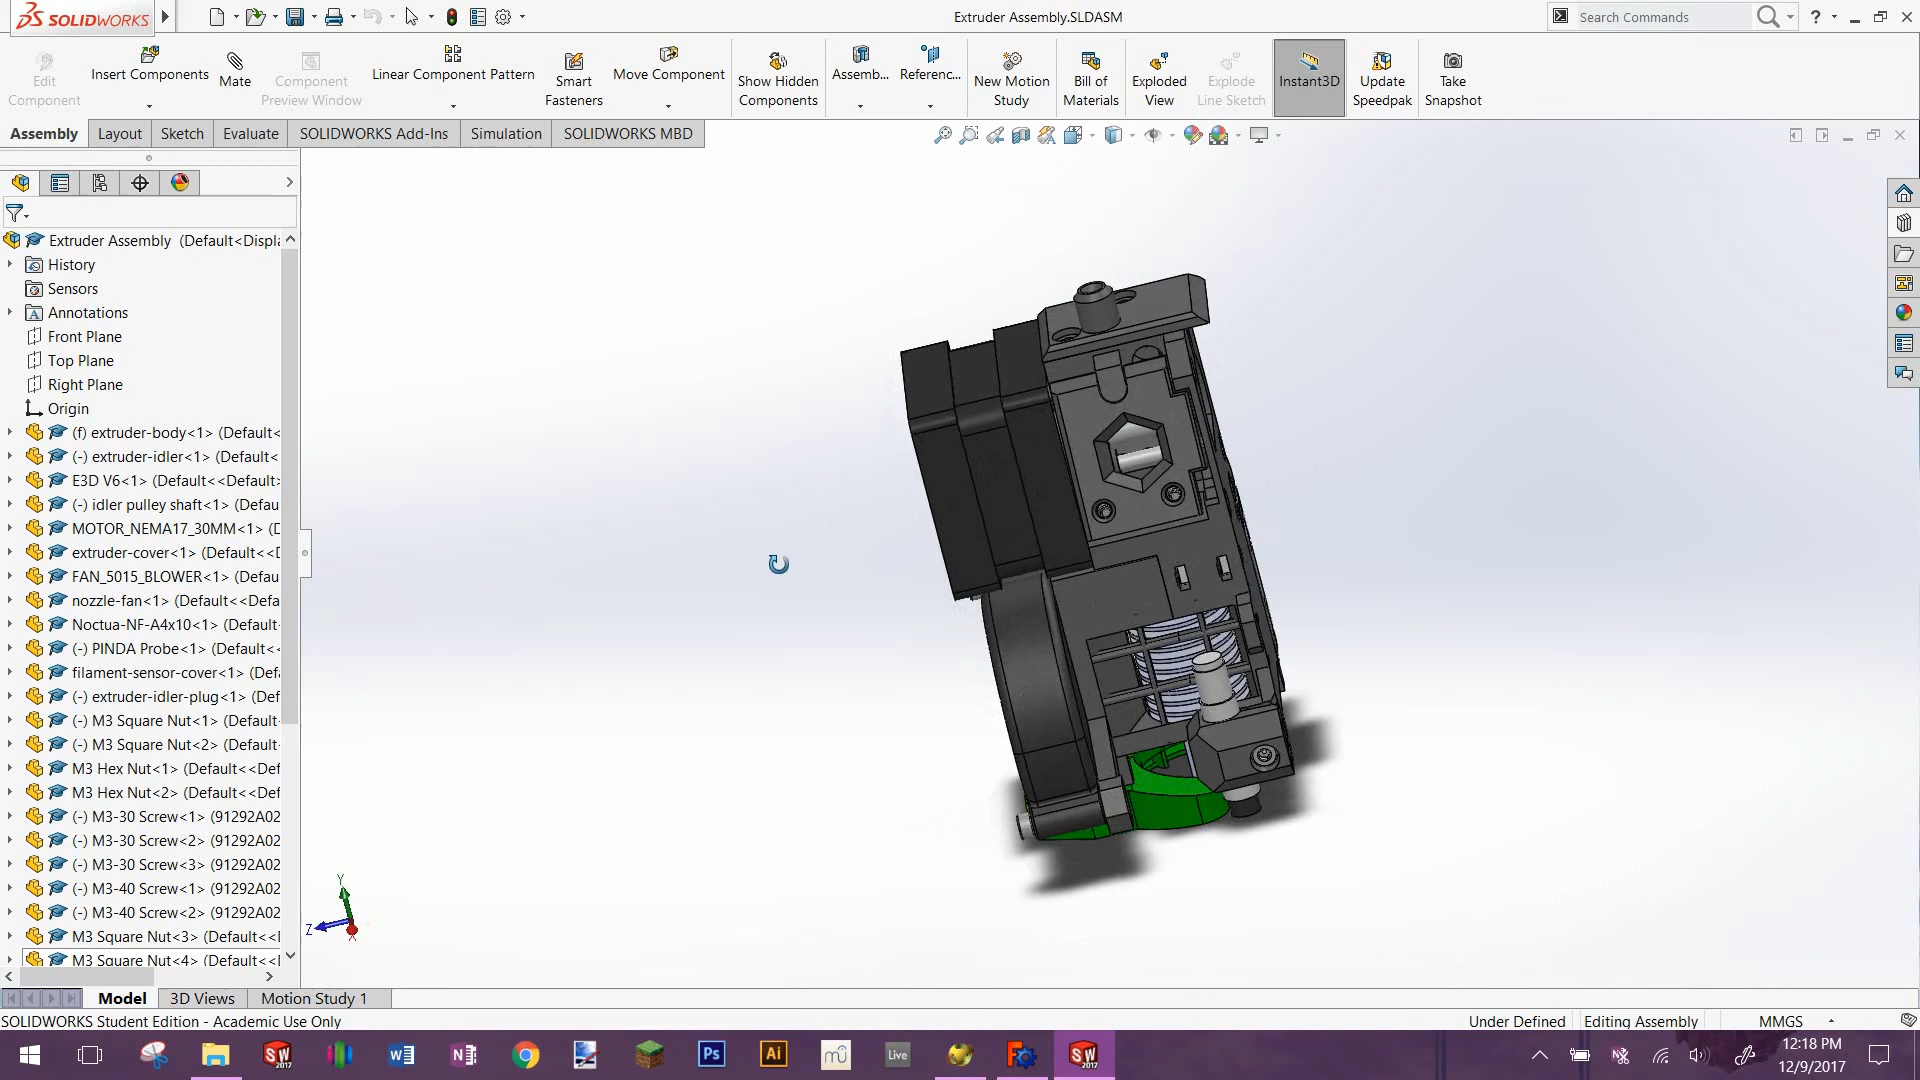 SOLIDWORKS
Extruder Assembly.SLDASM
Search Commands
?
Edit
Component
Insert Components
Mate
Component
Preview Window
Linear Component Pattern
Smart
Fasteners
Move Component
Show Hidden
Components
Assemb...
Referenc...
New Motion
Study
Bill of
Materials
Exploded
View
Explode
Line Sketch
Instant3D
Update
Speedpak
Take
Snapshot
Assembly
Layout
Sketch
Evaluate
SOLIDWORKS Add-Ins
Simulation
SOLIDWORKS MBD
Extruder Assembly (Default<Displa
History
Sensors
Annotations
Front Plane
Top Plane
Right Plane
Origin
(f) extruder-body<1> (Default<
(-) extruder-idler<1> (Default<
E3D V6<1> (Default<<Default>
(-) idler pulley shaft<1> (Defau
MOTOR_NEMA17_30MM<1> (D
extruder-cover<1> (Default<<D
FAN_5015_BLOWER<1> (Defau
nozzle-fan<1> (Default<<Defa
Noctua-NF-A4x10<1> (Default
(-) PINDA Probe<1> (Default<
filament-sensor-cover<1> (Def
(-) extruder-idler-plug<1> (Def
(-) M3 Square Nut<1> (Default
(-) M3 Square Nut<2> (Default
M3 Hex Nut<1> (Default<<Def
M3 Hex Nut<2> (Default<<Def
(-) M3-30 Screw<1> (91292A02
(-) M3-30 Screw<2> (91292A02
(-) M3-30 Screw<3> (91292A02
(-) M3-40 Screw<1> (91292A02
(-) M3-40 Screw<2> (91292A02
M3 Square Nut<3> (Default<<D
M3 Square Nut<4> (Default<<D
Y
Z
X
Model
3D Views
Motion Study 1
SOLIDWORKS Student Edition - Academic Use Only
Under Defined
Editing Assembly
MMGS
SW
2017
W
N
Ps
Ai
mu
Live
SW
2017
12:18 PM
12/9/2017